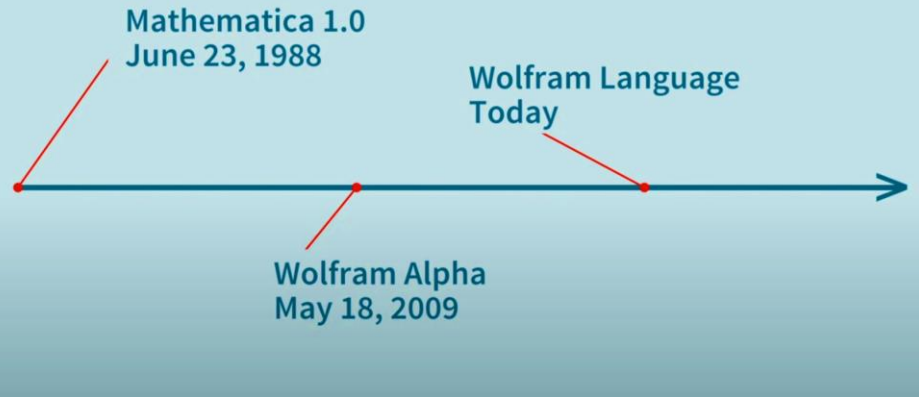 Mathematica 1.0
June 23, 1988
Wolfram Language
Today
Wolfram Alpha
May 18, 2009